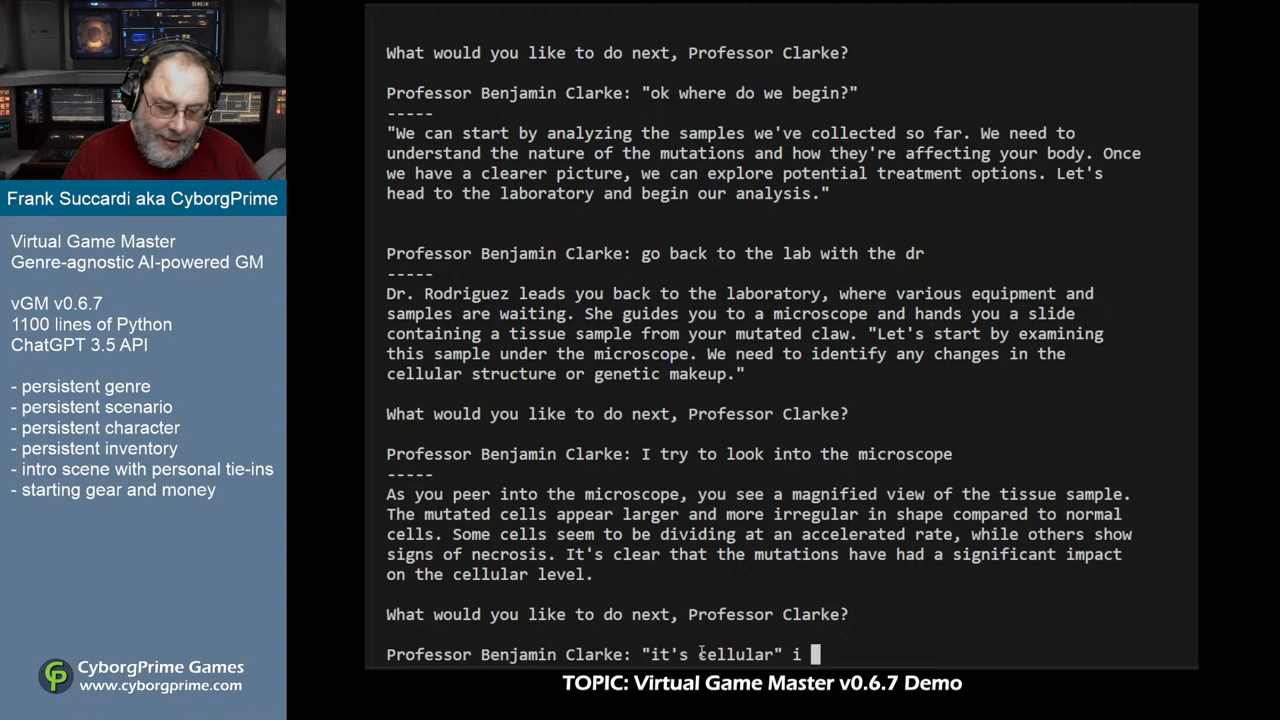 Frank Succardi aka CyborgPrime
Virtual Game Master
Genre-agnostic AI-powered GM
vGM v0.6.7
1100 lines of Python
ChatGPT 3.5 API
- persistent genre
- persistent scenario
- persistent character
- persistent inventory
- intro scene with personal tie-ins
- starting gear and money
CP
CyborgPrime Games
www.cyborgprime.com
What would you like to do next, Professor Clarke?
Professor Benjamin Clarke: "ok where do we begin?"
-----
"We can start by analyzing the samples we've collected so far. We need to
understand the nature of the mutations and how they're affecting your body. Once
we have a clearer picture, we can explore potential treatment options. Let's
head to the laboratory and begin our analysis."
Professor Benjamin Clarke: go back to the lab with the dr
-----
Dr. Rodriguez leads you back to the laboratory, where various equipment and
samples are waiting. She guides you to a microscope and hands you a slide
containing a tissue sample from your mutated claw. "Let's start by examining
this sample under the microscope. We need to identify any changes in the
cellular structure or genetic makeup."
What would you like to do next, Professor Clarke?
Professor Benjamin Clarke: I try to look into the microscope
-----
As you peer into the microscope, you see a magnified view of the tissue sample.
The mutated cells appear larger and more irregular in shape compared to normal
cells. Some cells seem to be dividing at an accelerated rate, while others show
signs of necrosis. It's clear that the mutations have had a significant impact
on the cellular level.
What would you like to do next, Professor Clarke?
Professor Benjamin Clarke: "it's cellular" i
TOPIC: Virtual Game Master v0.6.7 Demo